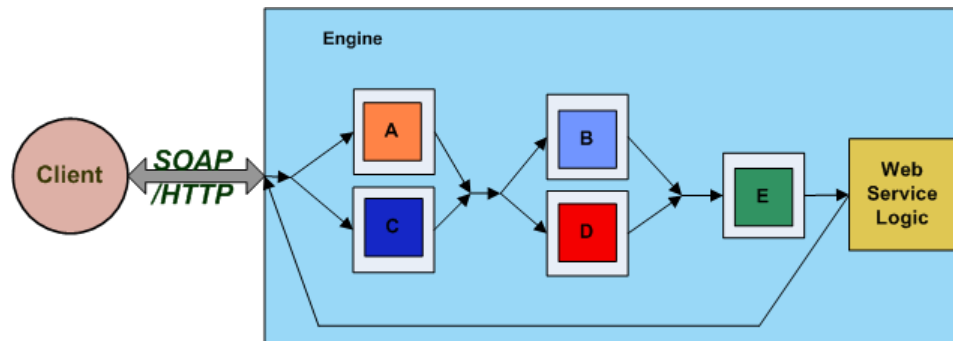 Engine
Client
SOAP
/HTTP
A
C
B
D
E
Web
Service
Logic